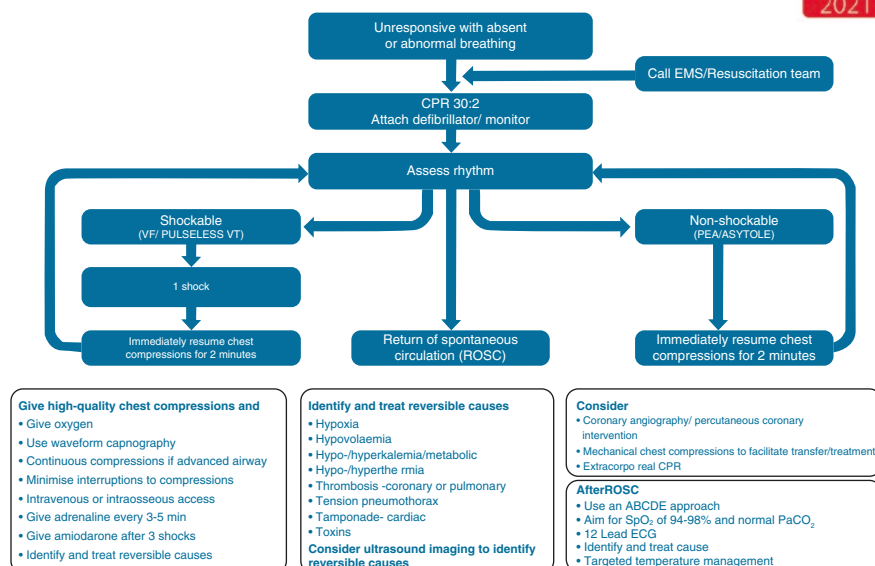 2021
Unresponsive with absent
or abnormal breathing
Call EMS/Resuscitation team
CPR 30:2
Attach defibrillator/ monitor
Assess rhythm
Shockable
(VF/ PULSELESS VT)
Non-shockable
(PEA/ASYTOLE)
1 shock
Immediately resume chest
compressions for 2 minutes
Return of spontaneous
circulation (ROSC)
Immediately resume chest
compressions for 2 minutes
Give high-quality chest compressions and
• Give oxygen
• Use waveform capnography
• Continuous compressions if advanced airway
• Minimise interruptions to compressions
• Intravenous or intraosseous access
• Give adrenaline every 3-5 min
• Give amiodarone after 3 shocks
• Identify and treat reversible causes
Identify and treat reversible causes
• Hypoxia
• Hypovolaemia
• Hypo-/hyperkalemia/metabolic
• Hypo-/hyperthe rmia
• Thrombosis -coronary or pulmonary
• Tension pneumothorax
• Tamponade- cardiac
• Toxins
Consider ultrasound imaging to identify
reversible causes
Consider
• Coronary angiography/ percutaneous coronary
intervention
• Mechanical chest compressions to facilitate transfer/treatment
• Extracorpo real CPR
AfterROSC
• Use an ABCDE approach
• Aim for SpO₂ of 94-98% and normal PaCO₂
• 12 Lead ECG
• Identify and treat cause
• Targeted temperature management